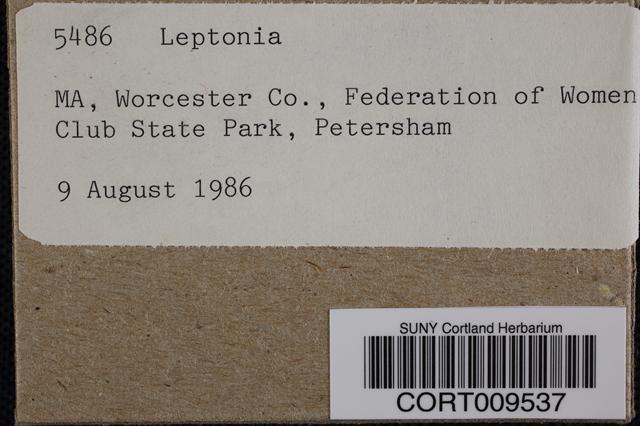 5486 Leptonia
MA, Worcester Co., Federation of Women
Club State Park, Petersham
9 August 1986
SUNY Cortland Herbarium
CORT009537